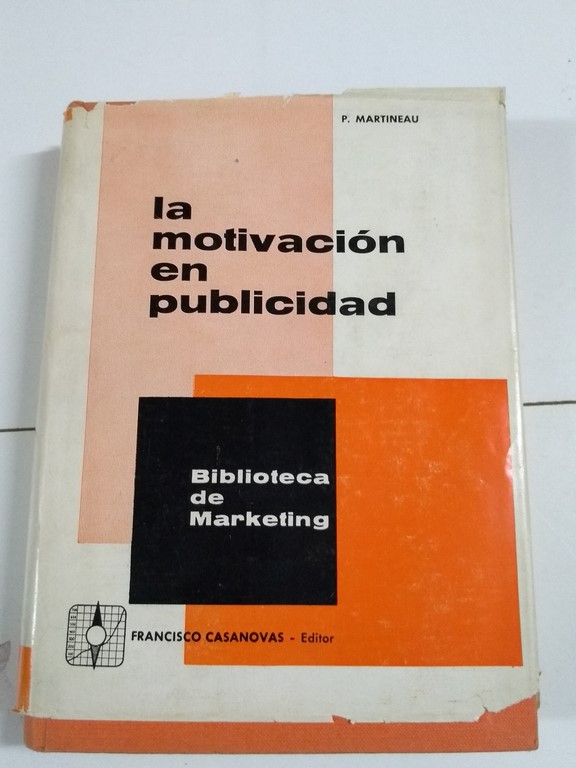 P. MARTINEAU
la
motivación
en
publicidad
Biblioteca
de
Marketing
FRANCISCO CASANOVAS - Editor